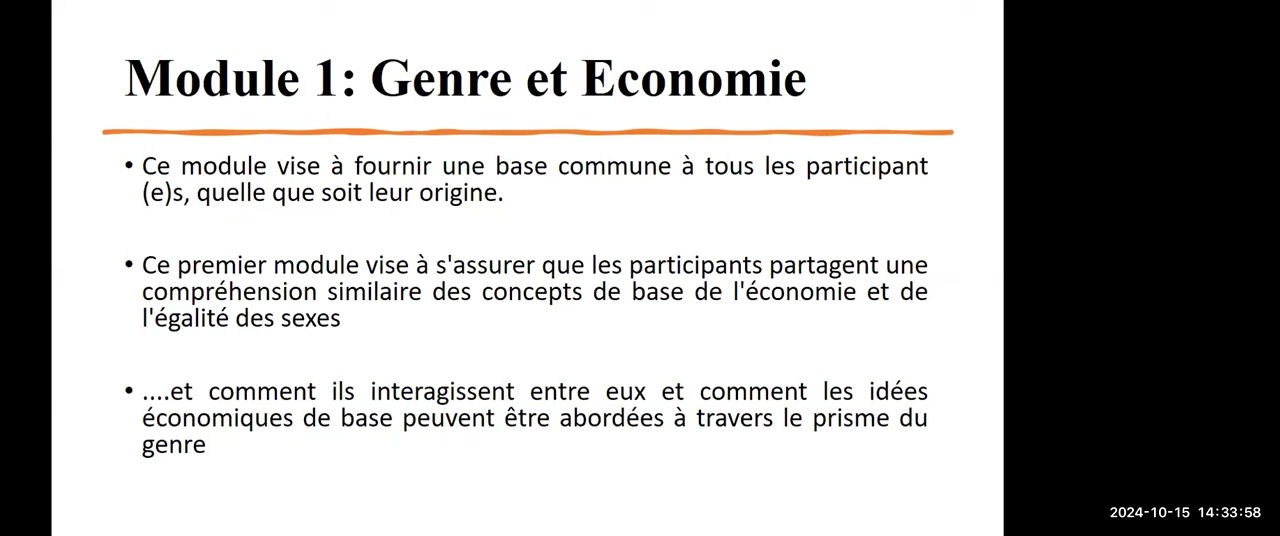 Module 1: Genre et Economie
• Ce module vise à fournir une base commune à tous les participant
(e)s, quelle que soit leur origine.
• Ce premier module vise à s'assurer que les participants partagent une
compréhension similaire des concepts de base de l'économie et de
l'égalité des sexes
• ....et comment ils interagissent entre eux et comment les idées
économiques de base peuvent être abordées à travers le prisme du
genre
2024-10-15 14:33:58